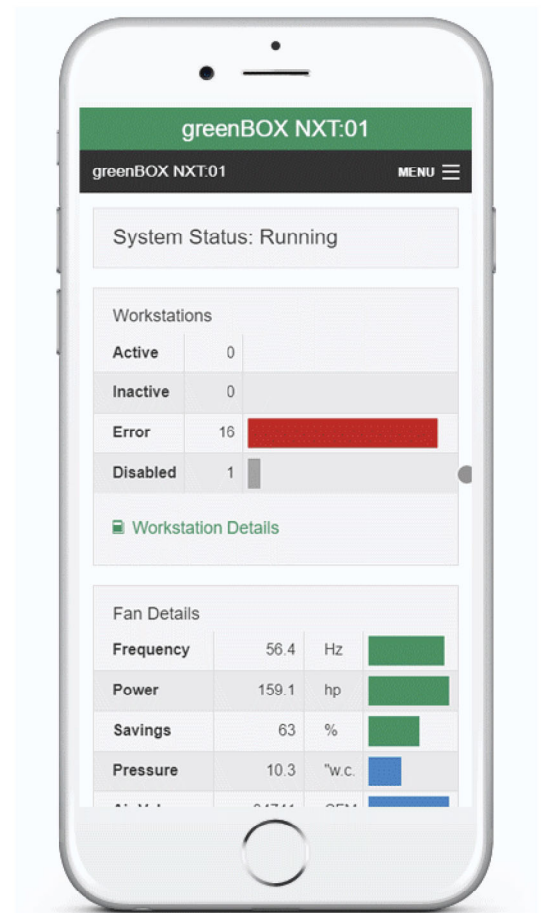 greenBOX NXT:01
greenBOX NXT:01 MENU
System Status: Running
Workstations
Active 0
Inactive 0
Error 16
Disabled 1
Workstation Details
Fan Details
Frequency 56.4 Hz
Power 159.1 hp
Savings 63 %
Pressure 10.3 "w.c.